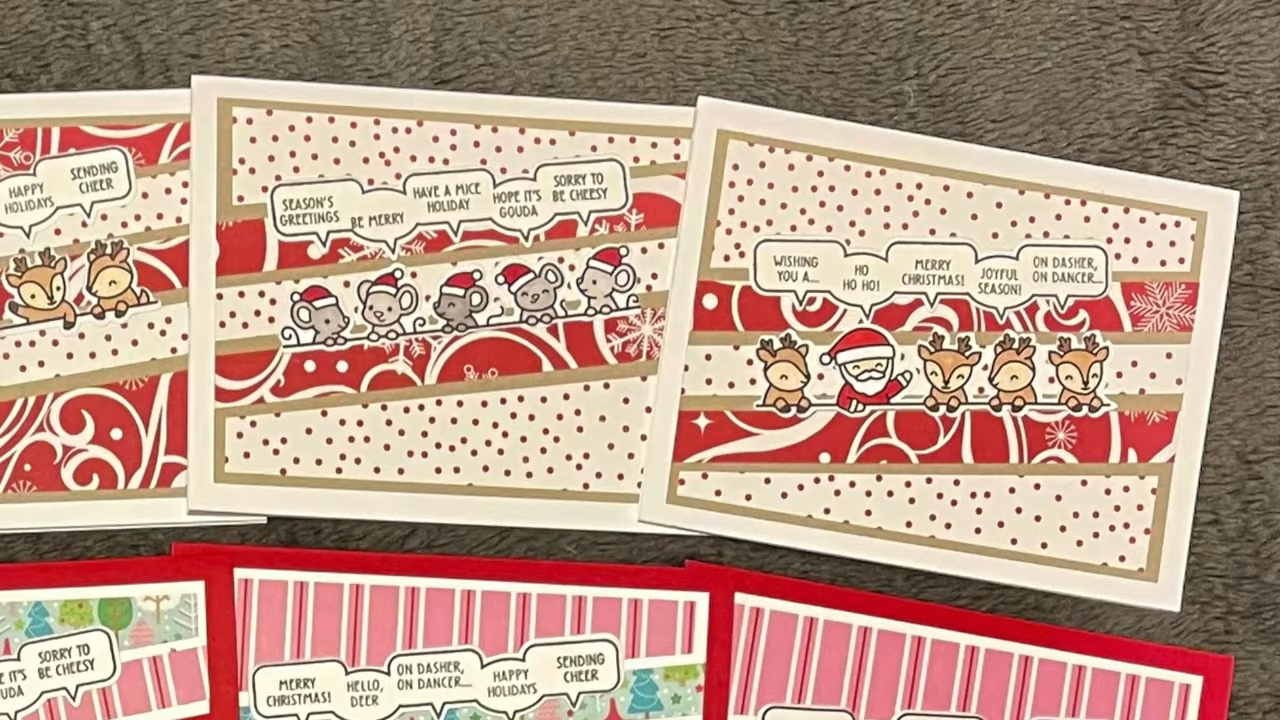 HAPPY
HOLIDAYS
SENDING
CHEER
SEASON'S
GREETINGS
BE MERRY
HAVE A MICE
HOLIDAY
HOPE IT'S
GOUDA
SORRY TO
BE CHEESY
WISHING
YOU A...
HO
HO HO!
MERRY
CHRISTMAS!
JOYFUL
SEASON!
ON DASHER,
ON DANCER...
SORRY TO
BE CHEESY
MERRY
CHRISTMAS!
HELLO,
DEER
ON DASHER,
ON DANCER...
HAPPY
HOLIDAYS
SENDING
CHEER